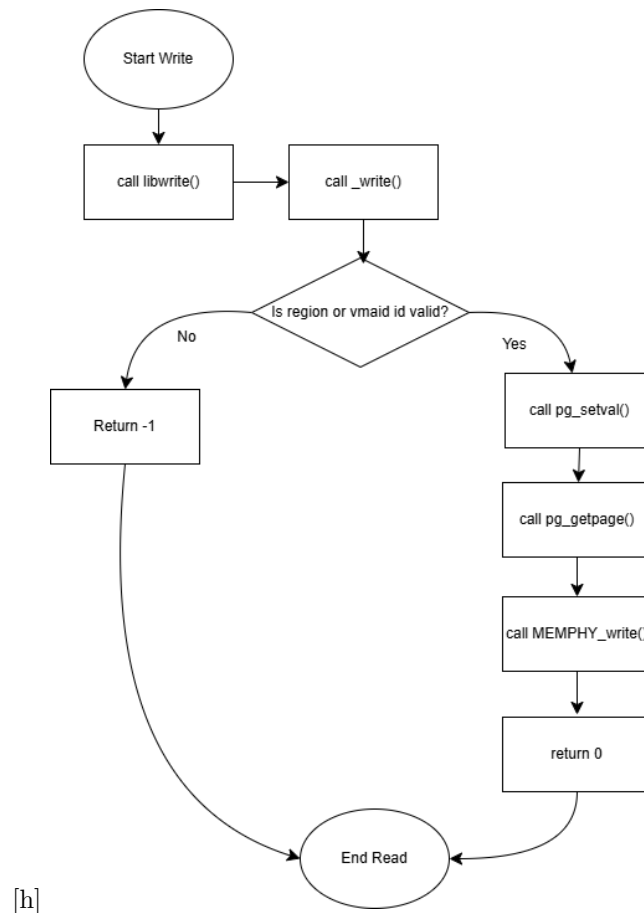 Start Write
call libwrite()
call _write()
Is region or vmaid id valid?
No
Yes
Return -1
call pg_setval()
call pg_getpage()
call MEMPHY_write()
return 0
End Read
[h]